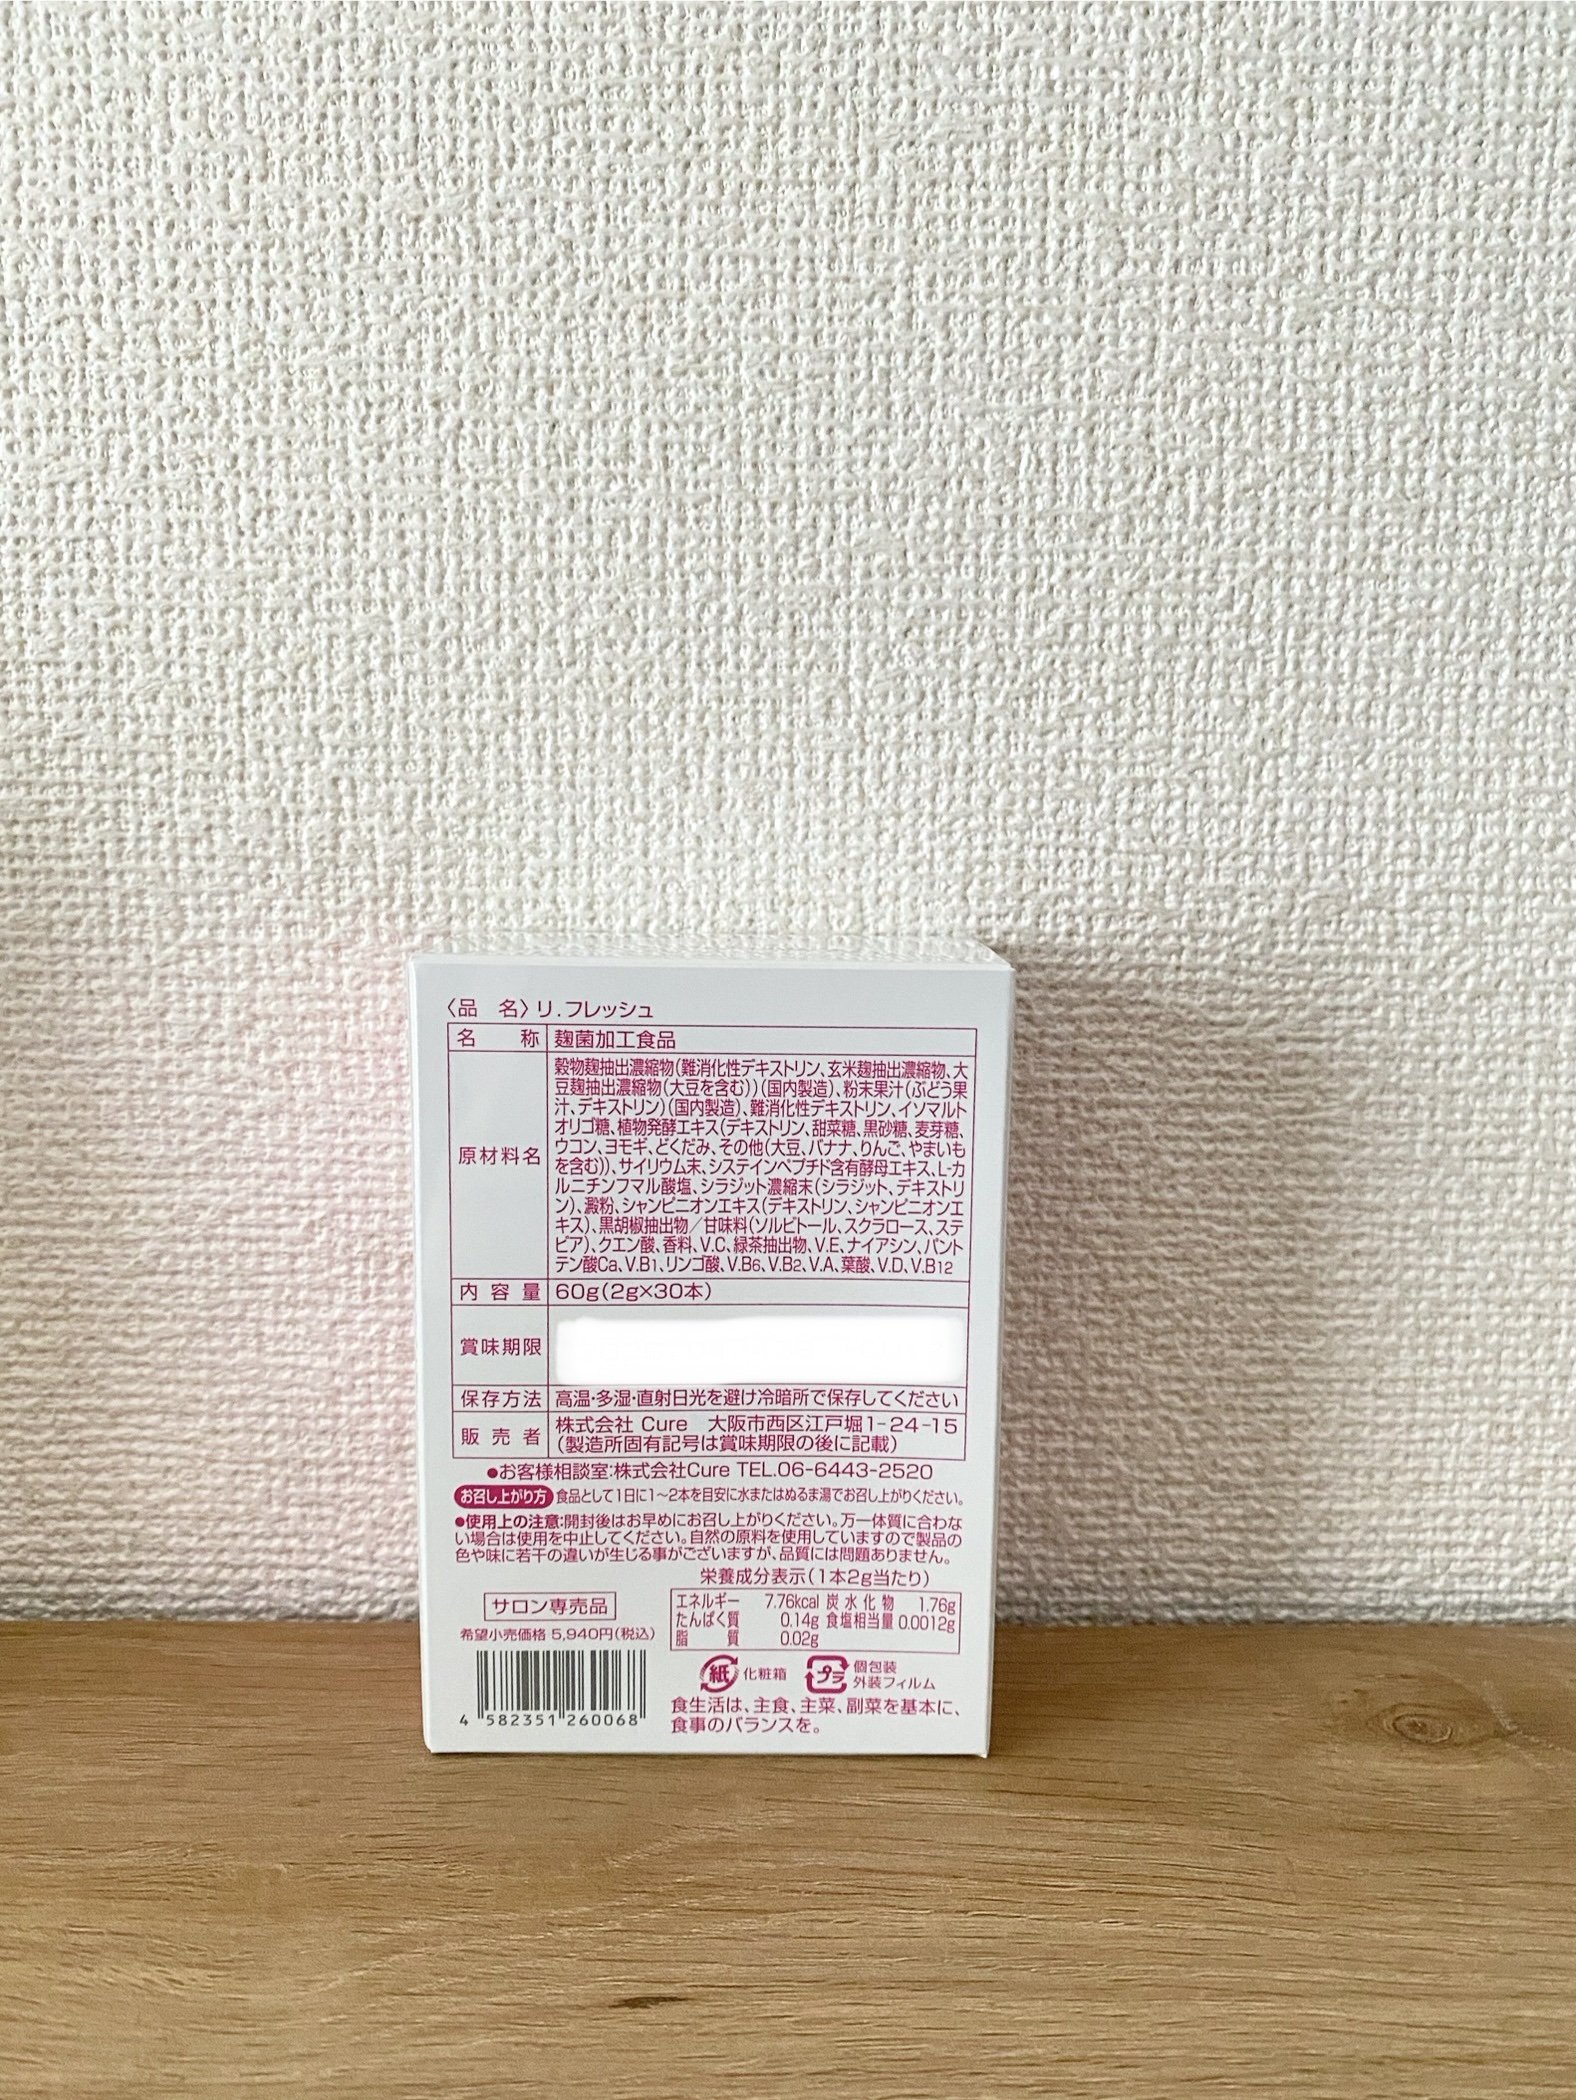 〈品 名〉リ.フレッシュ
名 称 麹菌加工食品
原材料名
穀物麹抽出濃縮物(難消化性デキストリン、玄米麹抽出濃縮物、大
豆麹抽出濃縮物(大豆を含む))(国内製造)、粉末果汁(ぶどう果
汁、デキストリン)(国内製造)、難消化性デキストリン、イソマルト
オリゴ糖、植物発酵エキス(デキストリン、甜菜糖、黒砂糖、麦芽糖、
ウコン、ヨモギ、どくだみ、その他(大豆、バナナ、りんご、やまいも
を含む))、サイリウム末、システインペプチド含有酵母エキス、L-カ
ルニチンフマル酸塩、シラジット濃縮末(シラジット、デキストリ
ン)、澱粉、シャンピニオンエキス(デキストリン、シャンピニオンエ
キス)、黒胡椒抽出物／甘味料(ソルビトール、スクラロース、ステ
ビア)、クエン酸、香料、V.C、緑茶抽出物、V.E、ナイアシン、パント
テン酸Ca、V.B1、リンゴ酸、V.B6、V.B2、V.A、葉酸、V.D、V.B12
内容量 60g(2g×30本)
賞味期限
保存方法 高温・多湿・直射日光を避け冷暗所で保存してください
販売者 株式会社 Cure 大阪市西区江戸堀1-24-15
(製造所固有記号は賞味期限の後に記載)
●お客様相談室:株式会社Cure TEL.06-6443-2520
お召し上がり方 食品として1日に1～2本を目安に水またはぬるま湯でお召し上がりください。
●使用上の注意:開封後はお早めにお召し上がりください。万一体質に合わな
い場合は使用を中止してください。自然の原料を使用していますので製品の
色や味に若干の違いが生じる事がございますが、品質には問題ありません。
栄養成分表示(1本2g当たり)
エネルギー 7.76kcal 炭水化物 1.76g
たんぱく質 0.14g 食塩相当量 0.0012g
脂質 0.02g
サロン専売品
希望小売価格 5,940円(税込)
4 582351 260068
紙 化粧箱 プラ 個包装
外装フィルム
食生活は、主食、主菜、副菜を基本に、
食事のバランスを。